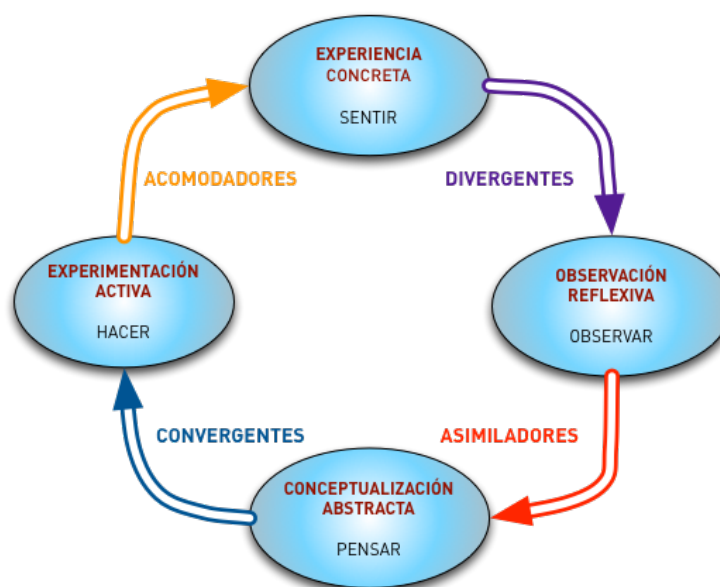 EXPERIENCIA
CONCRETA
SENTIR
ACOMODADORES
DIVERGENTES
EXPERIMENTACIÓN
ACTIVA
HACER
OBSERVACIÓN
REFLEXIVA
OBSERVAR
CONVERGENTES
ASIMILADORES
CONCEPTUALIZACIÓN
ABSTRACTA
PENSAR